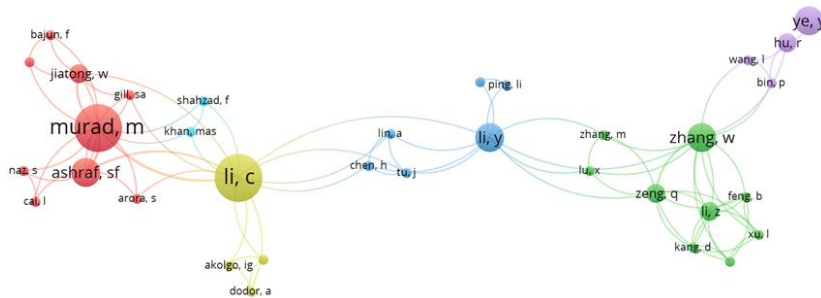 bajun, f
jiatong, w
gill, sa
murad, m
naz, s
ashraf, sf
cai, l
arora, s
shahzad, f
khan, mas
li, c
akolgo, ig
dodor, a
lin, a
chen, h
tu, j
ping, li
li, y
zhang, m
lu, x
zhang, w
zeng, q
li, z
feng, b
xu, l
kang, d
wang, l
bin, p
hu, r
ye, y